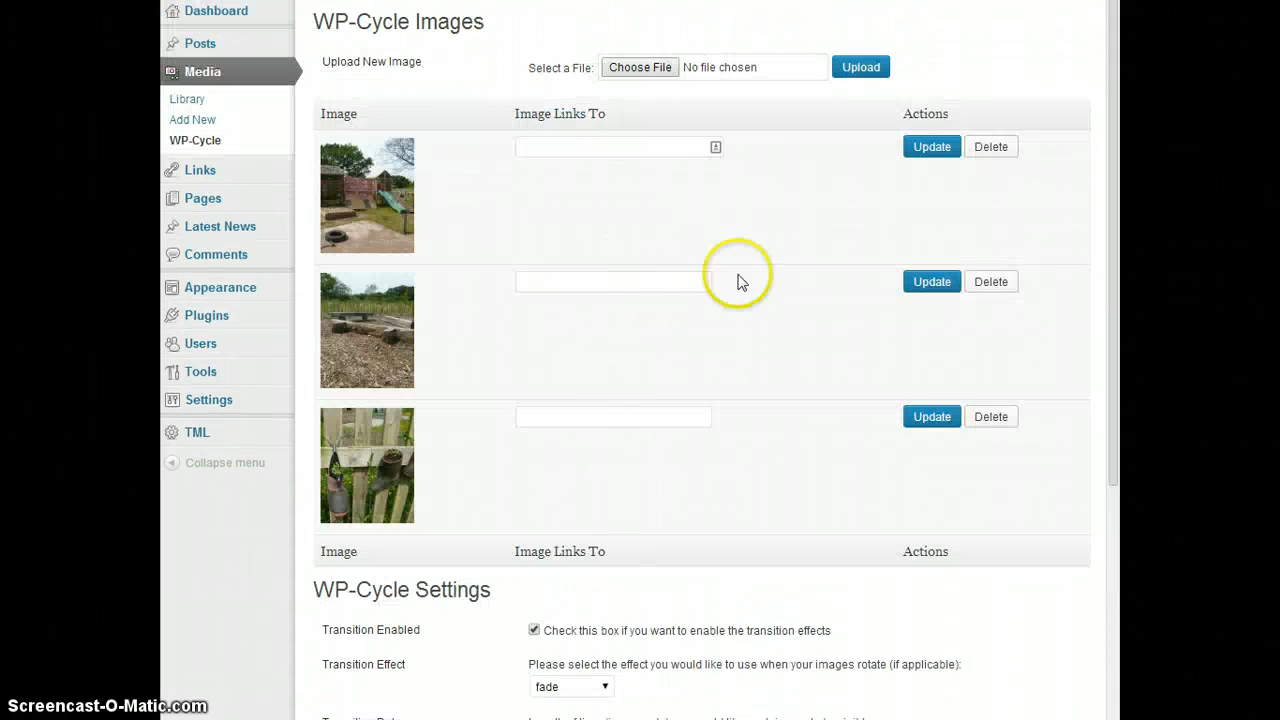 Dashboard
Posts
Media
Library
Add New
WP-Cycle
Links
Pages
Latest News
Comments
Appearance
Plugins
Users
Tools
Settings
TML
Collapse menu
WP-Cycle Images
Upload New Image
Select a File: Choose File No file chosen Upload
Image Image Links To Actions
Update Delete
Update Delete
Update Delete
Image Image Links To Actions
WP-Cycle Settings
Transition Enabled Check this box if you want to enable the transition effects
Transition Effect Please select the effect you would like to use when your images rotate (if applicable):
fade
Screencast-O-Matic.com